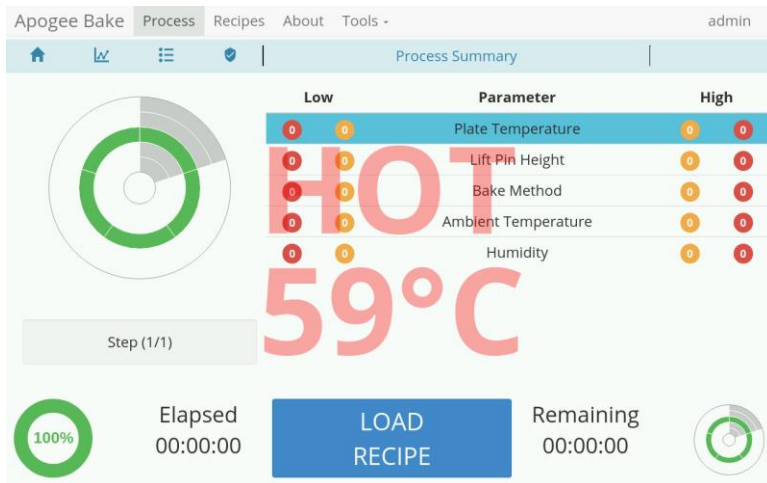 Apogee Bake Process Recipes About Tools admin
Process Summary
Low Parameter High
0 0 Plate Temperature 0 0
0 0 Lift Pin Height 0 0
0 0 Bake Method 0 0
0 0 Ambient Temperature 0 0
0 0 Humidity 0 0
HOT
59°C
Step (1/1)
100%
Elapsed
00:00:00
LOAD
RECIPE
Remaining
00:00:00